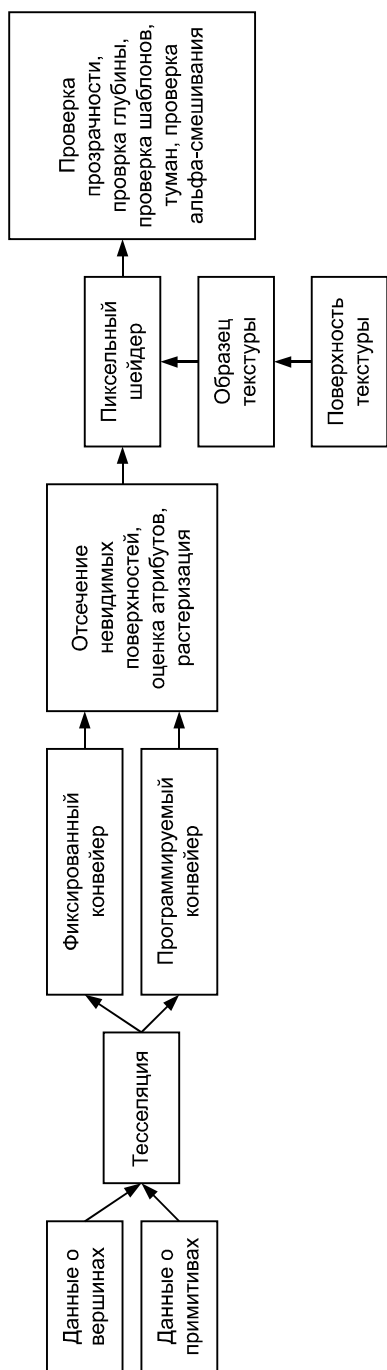 Данные о
вершинах
Данные о
примитивах
Тесселяция
Фиксированный
конвейер
Программируемый
конвейер
Отсечение
невидимых
поверхностей,
оценка атрибутов,
растеризация
Пиксельный
шейдер
Образец
текстуры
Поверхность
текстуры
Проверка
прозрачности,
проврка глубины,
проверка шаблонов,
туман, проверка
альфа-смешивания